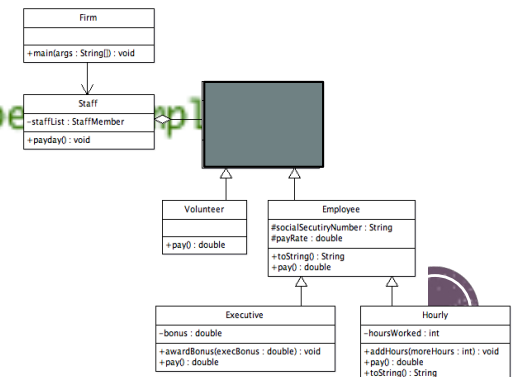 Firm
+main(args : String[]) : void
Staff
-staffList : StaffMember
+payday() : void
Volunteer
+pay() : double
Employee
#socialSecutiryNumber : String
#payRate : double
+toString() : String
+pay() : double
Executive
-bonus : double
+awardBonus(execBonus : double) : void
+pay() : double
Hourly
-hoursWorked : int
+addHours(moreHours : int) : void
+pay() : double
+toString() : String